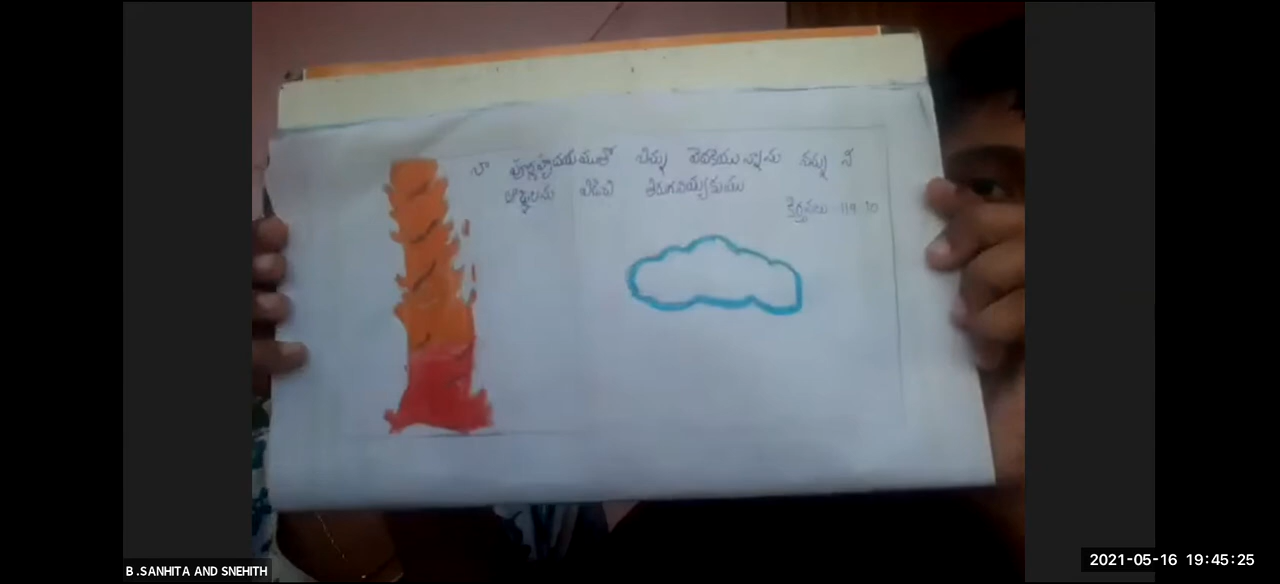 నా పూర్ణహృదయముతో నిన్ను వెదకియున్నాను నన్ను నీ
ఆజ్ఞలను విడిచి తిరుగనియ్యకుము
కీర్తనలు 119:10
B.SANHITA AND SNEHITH
2021-05-16 19:45:25